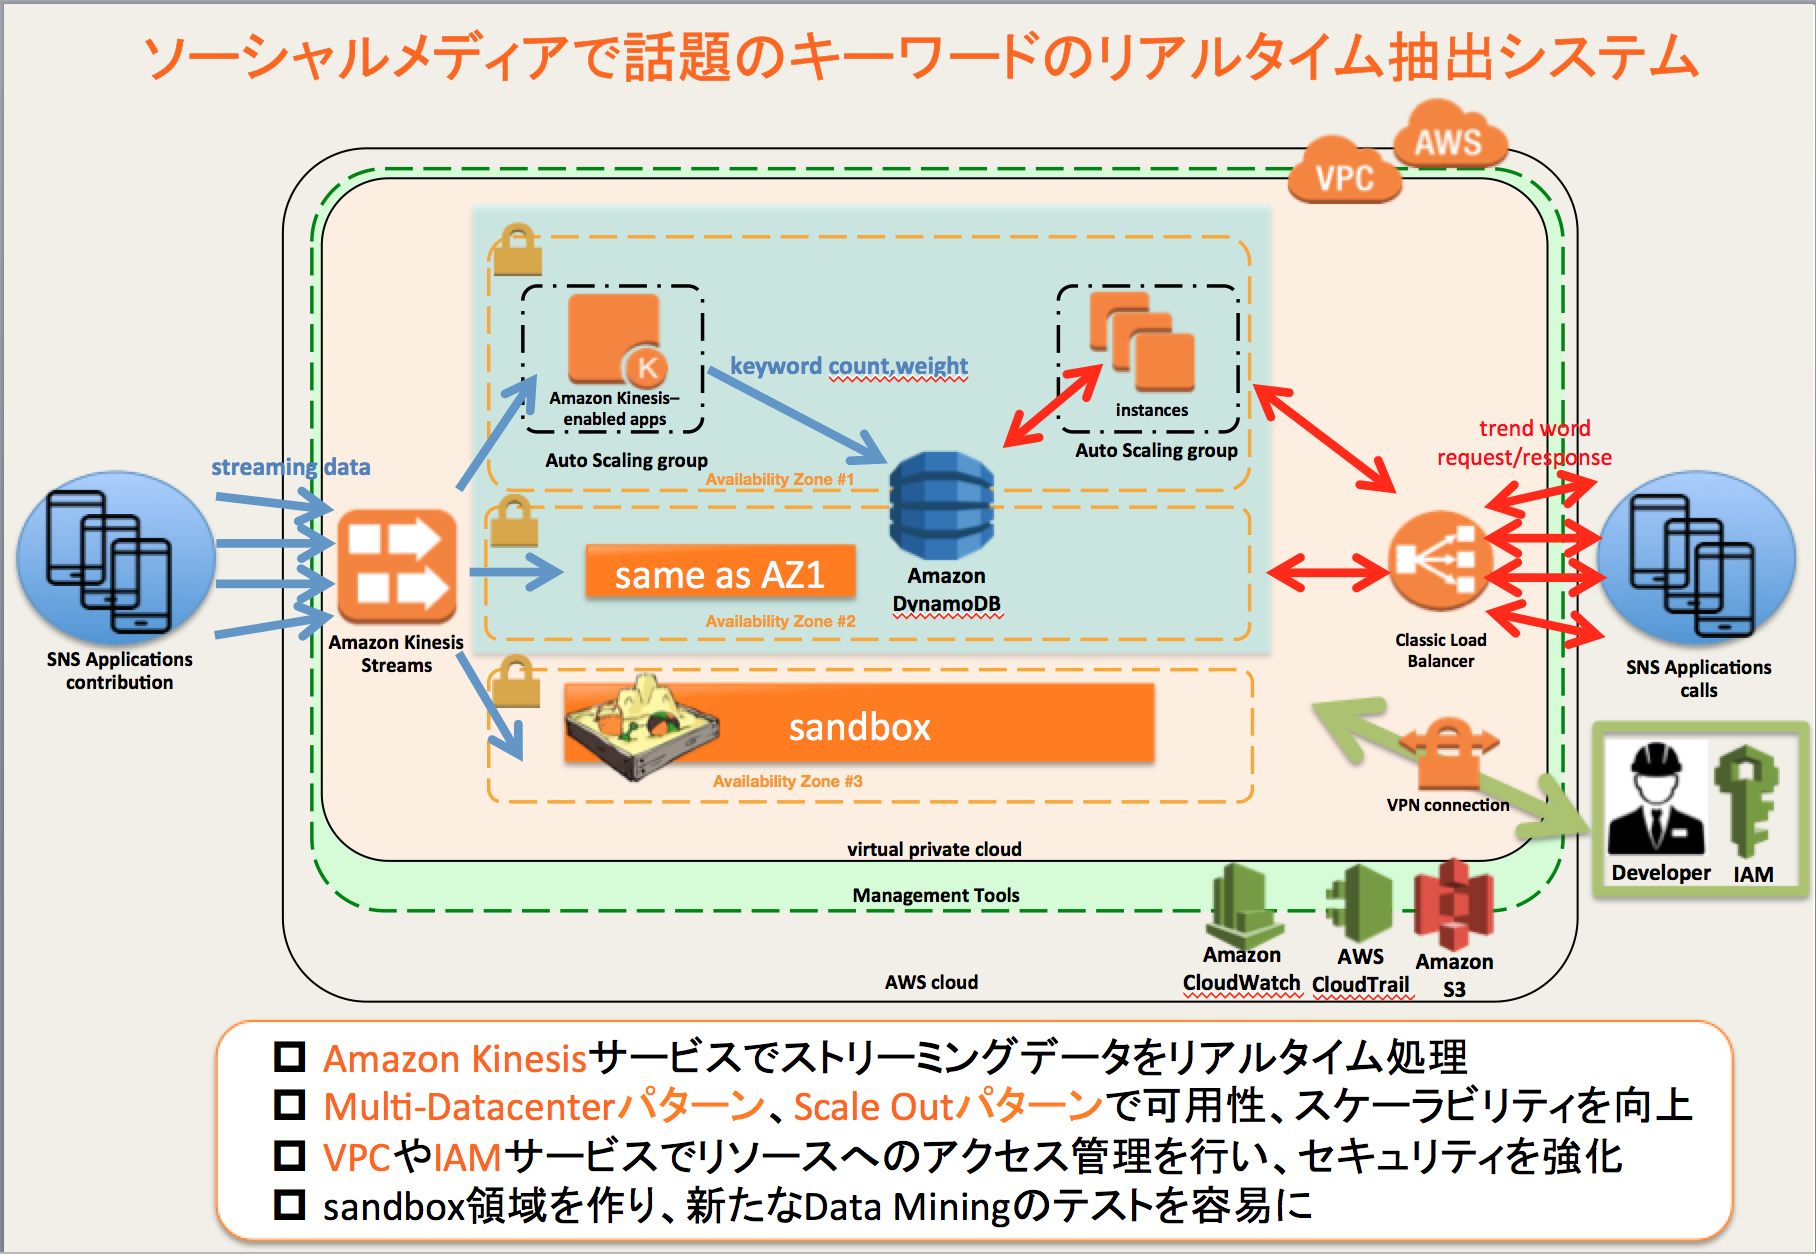 ソーシャルメディアで話題のキーワードのリアルタイム抽出システム
AWS
VPC
K
Amazon Kinesis–
enabled apps
Auto Scaling group
keyword count,weight
instances
Auto Scaling group
Availability Zone #1
streaming data
trend word
request/response
SNS Applications
contribution
Amazon Kinesis
Streams
same as AZ1
Amazon
DynamoDB
Availability Zone #2
Classic Load
Balancer
SNS Applications
calls
sandbox
Availability Zone #3
VPN connection
Developer
IAM
virtual private cloud
Management Tools
Amazon
CloudWatch
AWS
CloudTrail
Amazon
S3
AWS cloud
Amazon Kinesisサービスでストリーミングデータをリアルタイム処理
Multi-Datacenterパターン、Scale Outパターンで可用性、スケーラビリティを向上
VPCやIAMサービスでリソースへのアクセス管理を行い、セキュリティを強化
sandbox領域を作り、新たなData Miningのテストを容易に